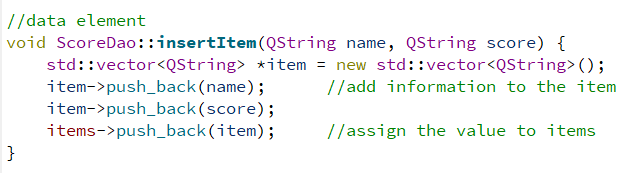 //data element
void ScoreDao::insertItem(QString name, QString score) {
    std::vector<QString> *item = new std::vector<QString>();
    item->push_back(name);      //add information to the item
    item->push_back(score);
    items->push_back(item);     //assign the value to items
}